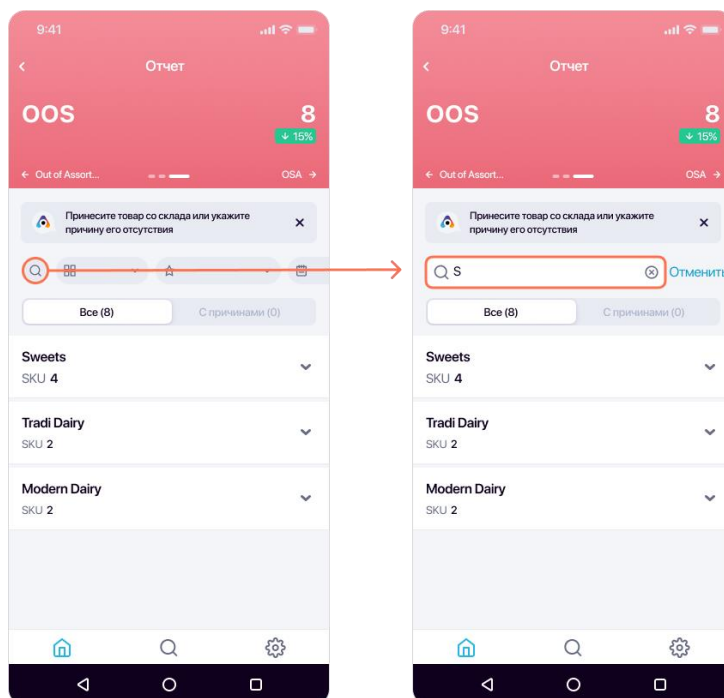 9:41
Отчет
OOS 8
15%
Out of Assort... OSA
Принесите товар со склада или укажите
причину его отсутствия
Все (8) С причинами (0)
Sweets
SKU 4
Tradi Dairy
SKU 2
Modern Dairy
SKU 2
9:41
Отчет
OOS 8
15%
Out of Assort... OSA
Принесите товар со склада или укажите
причину его отсутствия
S Отменить
Все (8) С причинами (0)
Sweets
SKU 4
Tradi Dairy
SKU 2
Modern Dairy
SKU 2